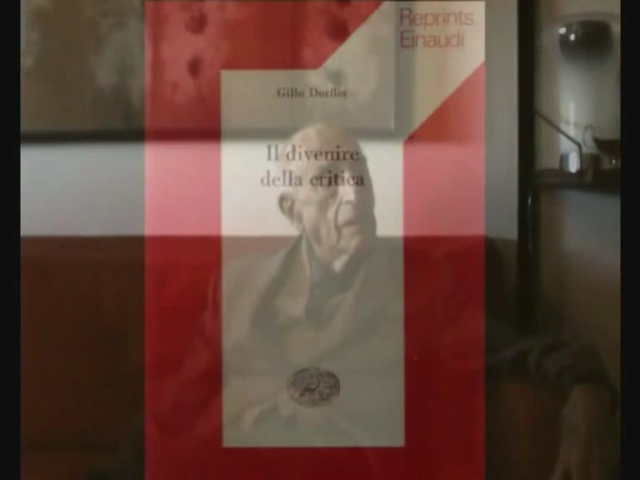 Reprints
Einaudi
Gillo Dorfles
Il divenire
della critica